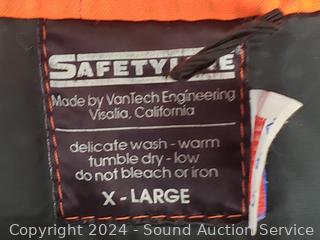 Made by VanTech Engineering
Visalia, California
delicate wash - warm
tumble dry - low
do not bleach or iron
X - LARGE
Copyright © 2024 - Sound Auction Service